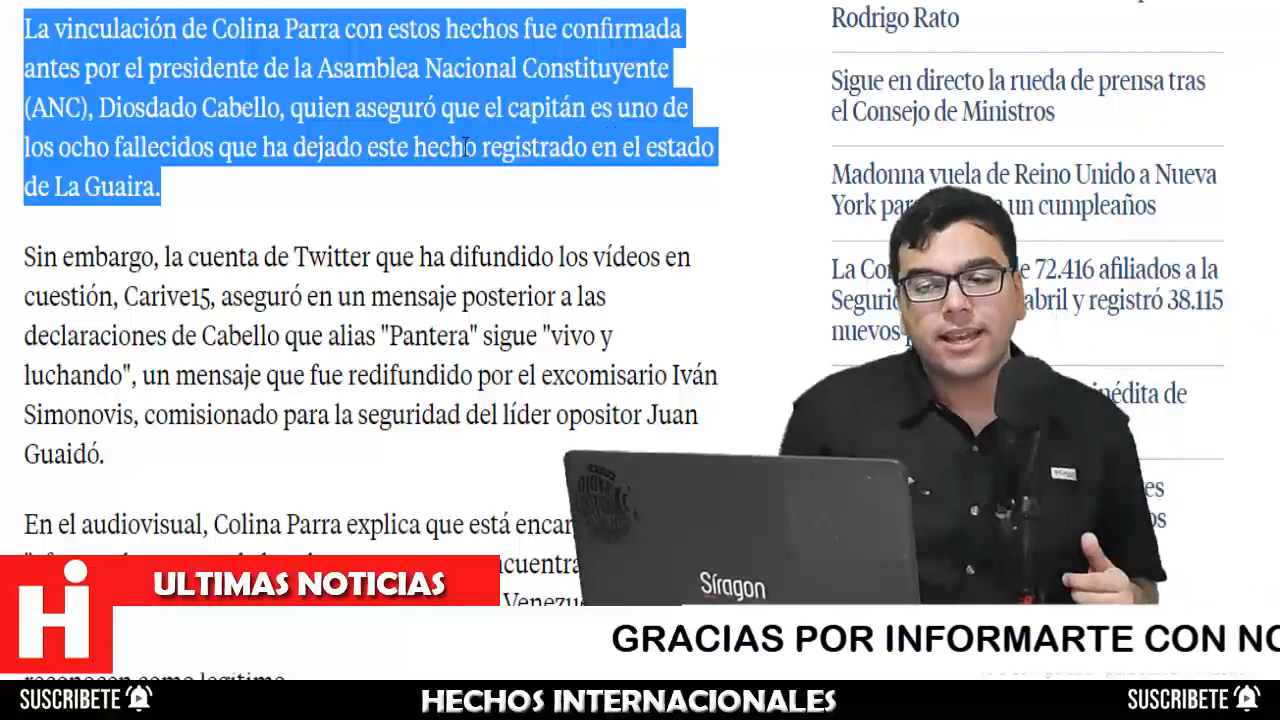 La vinculación de Colina Parra con estos hechos fue confirmada
antes por el presidente de la Asamblea Nacional Constituyente
(ANC), Diosdado Cabello, quien aseguró que el capitán es uno de
los ocho fallecidos que ha dejado este hecho registrado en el estado
de La Guaira.
Sin embargo, la cuenta de Twitter que ha difundido los vídeos en
cuestión, Carive15, aseguró en un mensaje posterior a las
declaraciones de Cabello que alias "Pantera" sigue "vivo y
luchando", un mensaje que fue redifundido por el excomisario Iván
Simonovis, comisionado para la seguridad del líder opositor Juan
Guaidó.
En el audiovisual, Colina Parra explica que está
Rodrigo Rato
Sigue en directo la rueda de prensa tras
el Consejo de Ministros
Madonna vuela de Reino Unido a Nueva
York un cumpleaños
La 72.416 afiliados a la
abril y registró 38.115
nuevos
inédita de
Síragon
Hi
ULTIMAS NOTICIAS
GRACIAS POR INFORMARTE CON
SUSCRIBETE
HECHOS INTERNACIONALES
SUSCRIBETE